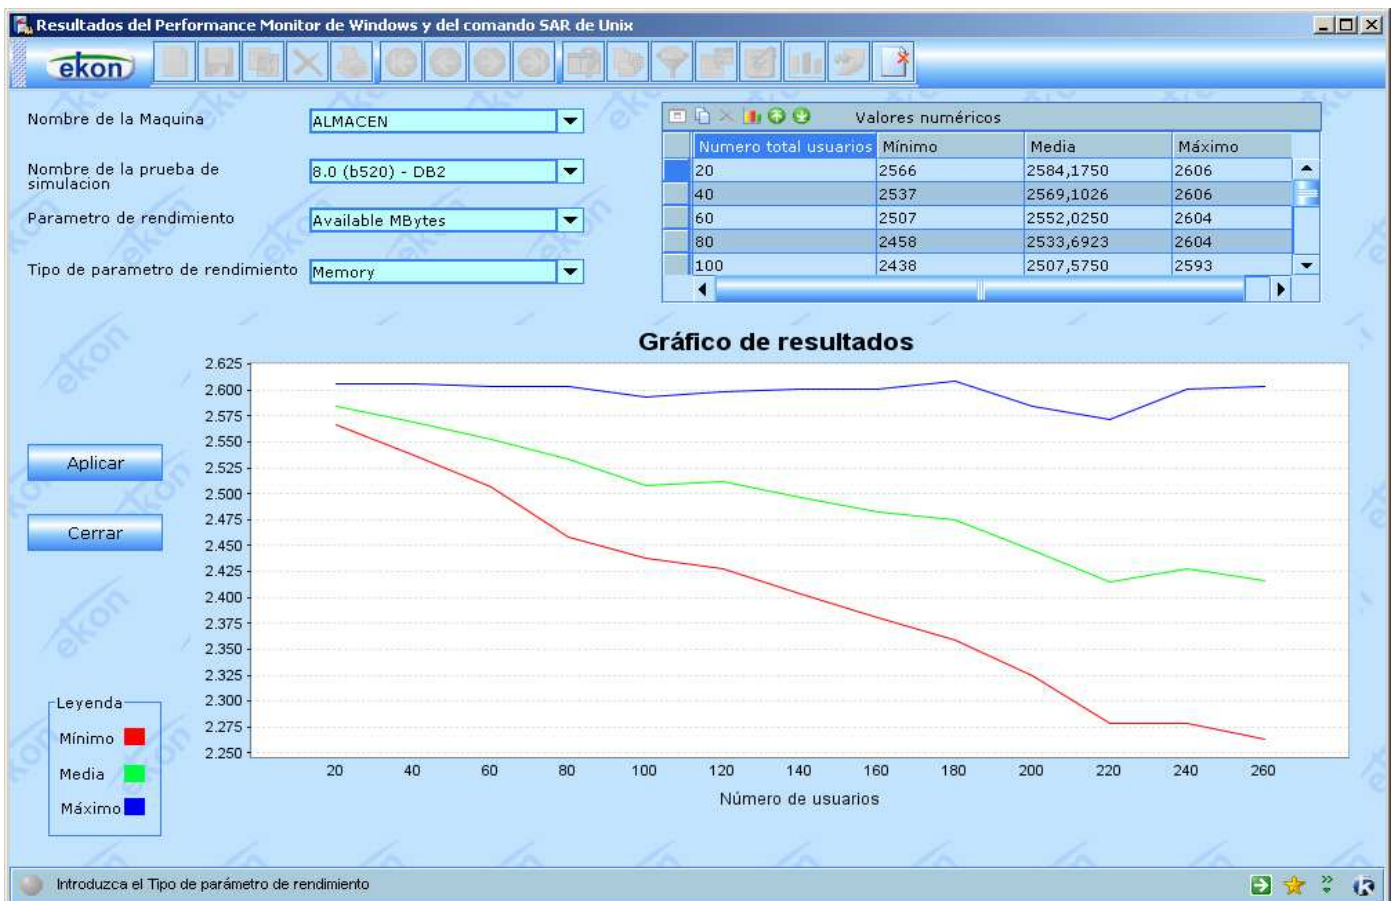 Resultados del Performance Monitor de Windows y del comando SAR de Unix
ekon
Nombre de la Maquina
ALMACEN
Nombre de la prueba de
simulacion
8.0 (b520) - DB2
Parametro de rendimiento
Available MBytes
Tipo de parametro de rendimiento
Memory
Valores numéricos
Numero total usuarios Mínimo Media Máximo
20 2566 2584,1750 2606
40 2537 2569,1026 2606
60 2507 2552,0250 2604
80 2458 2533,6923 2604
100 2438 2507,5750 2593
Gráfico de resultados
2.625
2.600
2.575
2.550
2.525
2.500
2.475
2.450
2.425
2.400
2.375
2.350
2.325
2.300
2.275
2.250
20 40 60 80 100 120 140 160 180 200 220 240 260
Número de usuarios
Aplicar
Cerrar
Leyenda
Mínimo
Media
Máximo
Introduzca el Tipo de parámetro de rendimiento